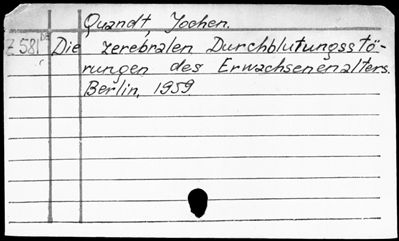 Quandt, Jochen.
Z 581 Die zerebralen Durchblutungsstö-
rungen des Erwachsenenalters.
Berlin, 1959